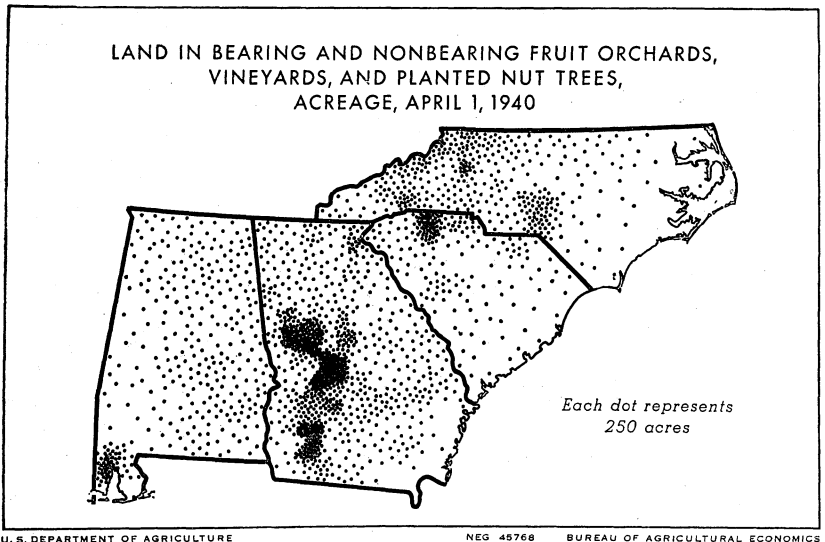 LAND IN BEARING AND NONBEARING FRUIT ORCHARDS,
VINEYARDS, AND PLANTED NUT TREES,
ACREAGE, APRIL 1, 1940
Each dot represents
250 acres
U. S. DEPARTMENT OF AGRICULTURE NEG 45768 BUREAU OF AGRICULTURAL ECONOMICS